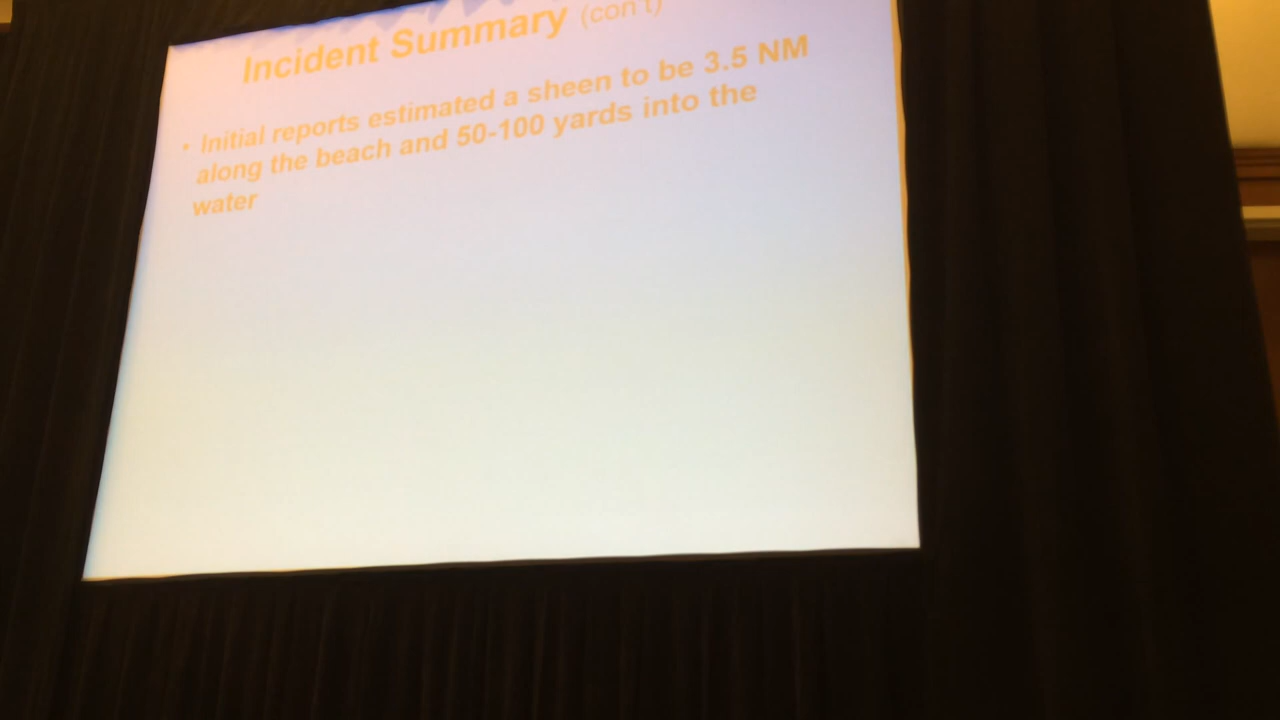 Incident Summary (con't)
• Initial reports estimated a sheen to be 3.5 NM
along the beach and 50-100 yards into the
water